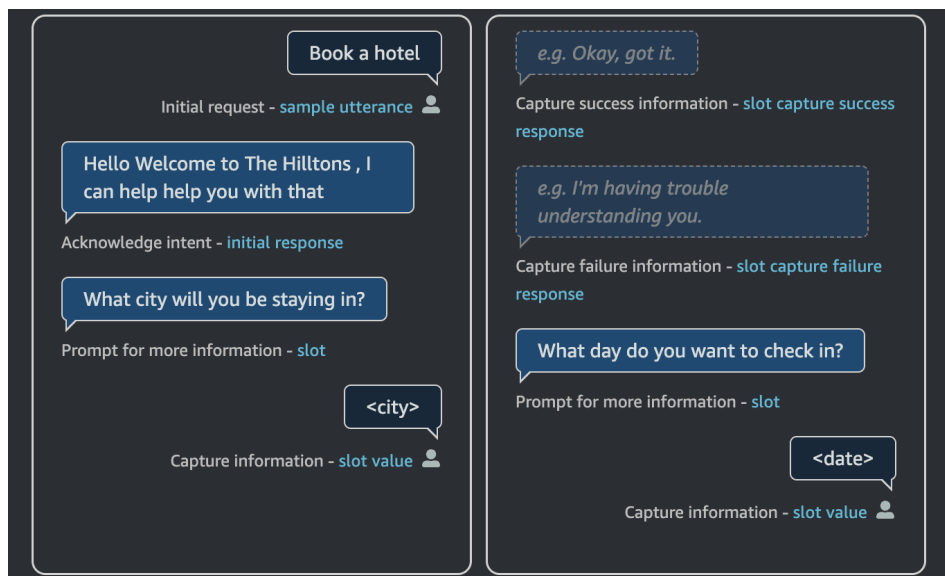 Book a hotel
Initial request - sample utterance
Hello Welcome to The Hilltons , I
can help help you with that
Acknowledge intent - initial response
What city will you be staying in?
Prompt for more information - slot
<city>
Capture information - slot value
e.g. Okay, got it.
Capture success information - slot capture success
response
e.g. I'm having trouble
understanding you.
Capture failure information - slot capture failure
response
What day do you want to check in?
Prompt for more information - slot
<date>
Capture information - slot value